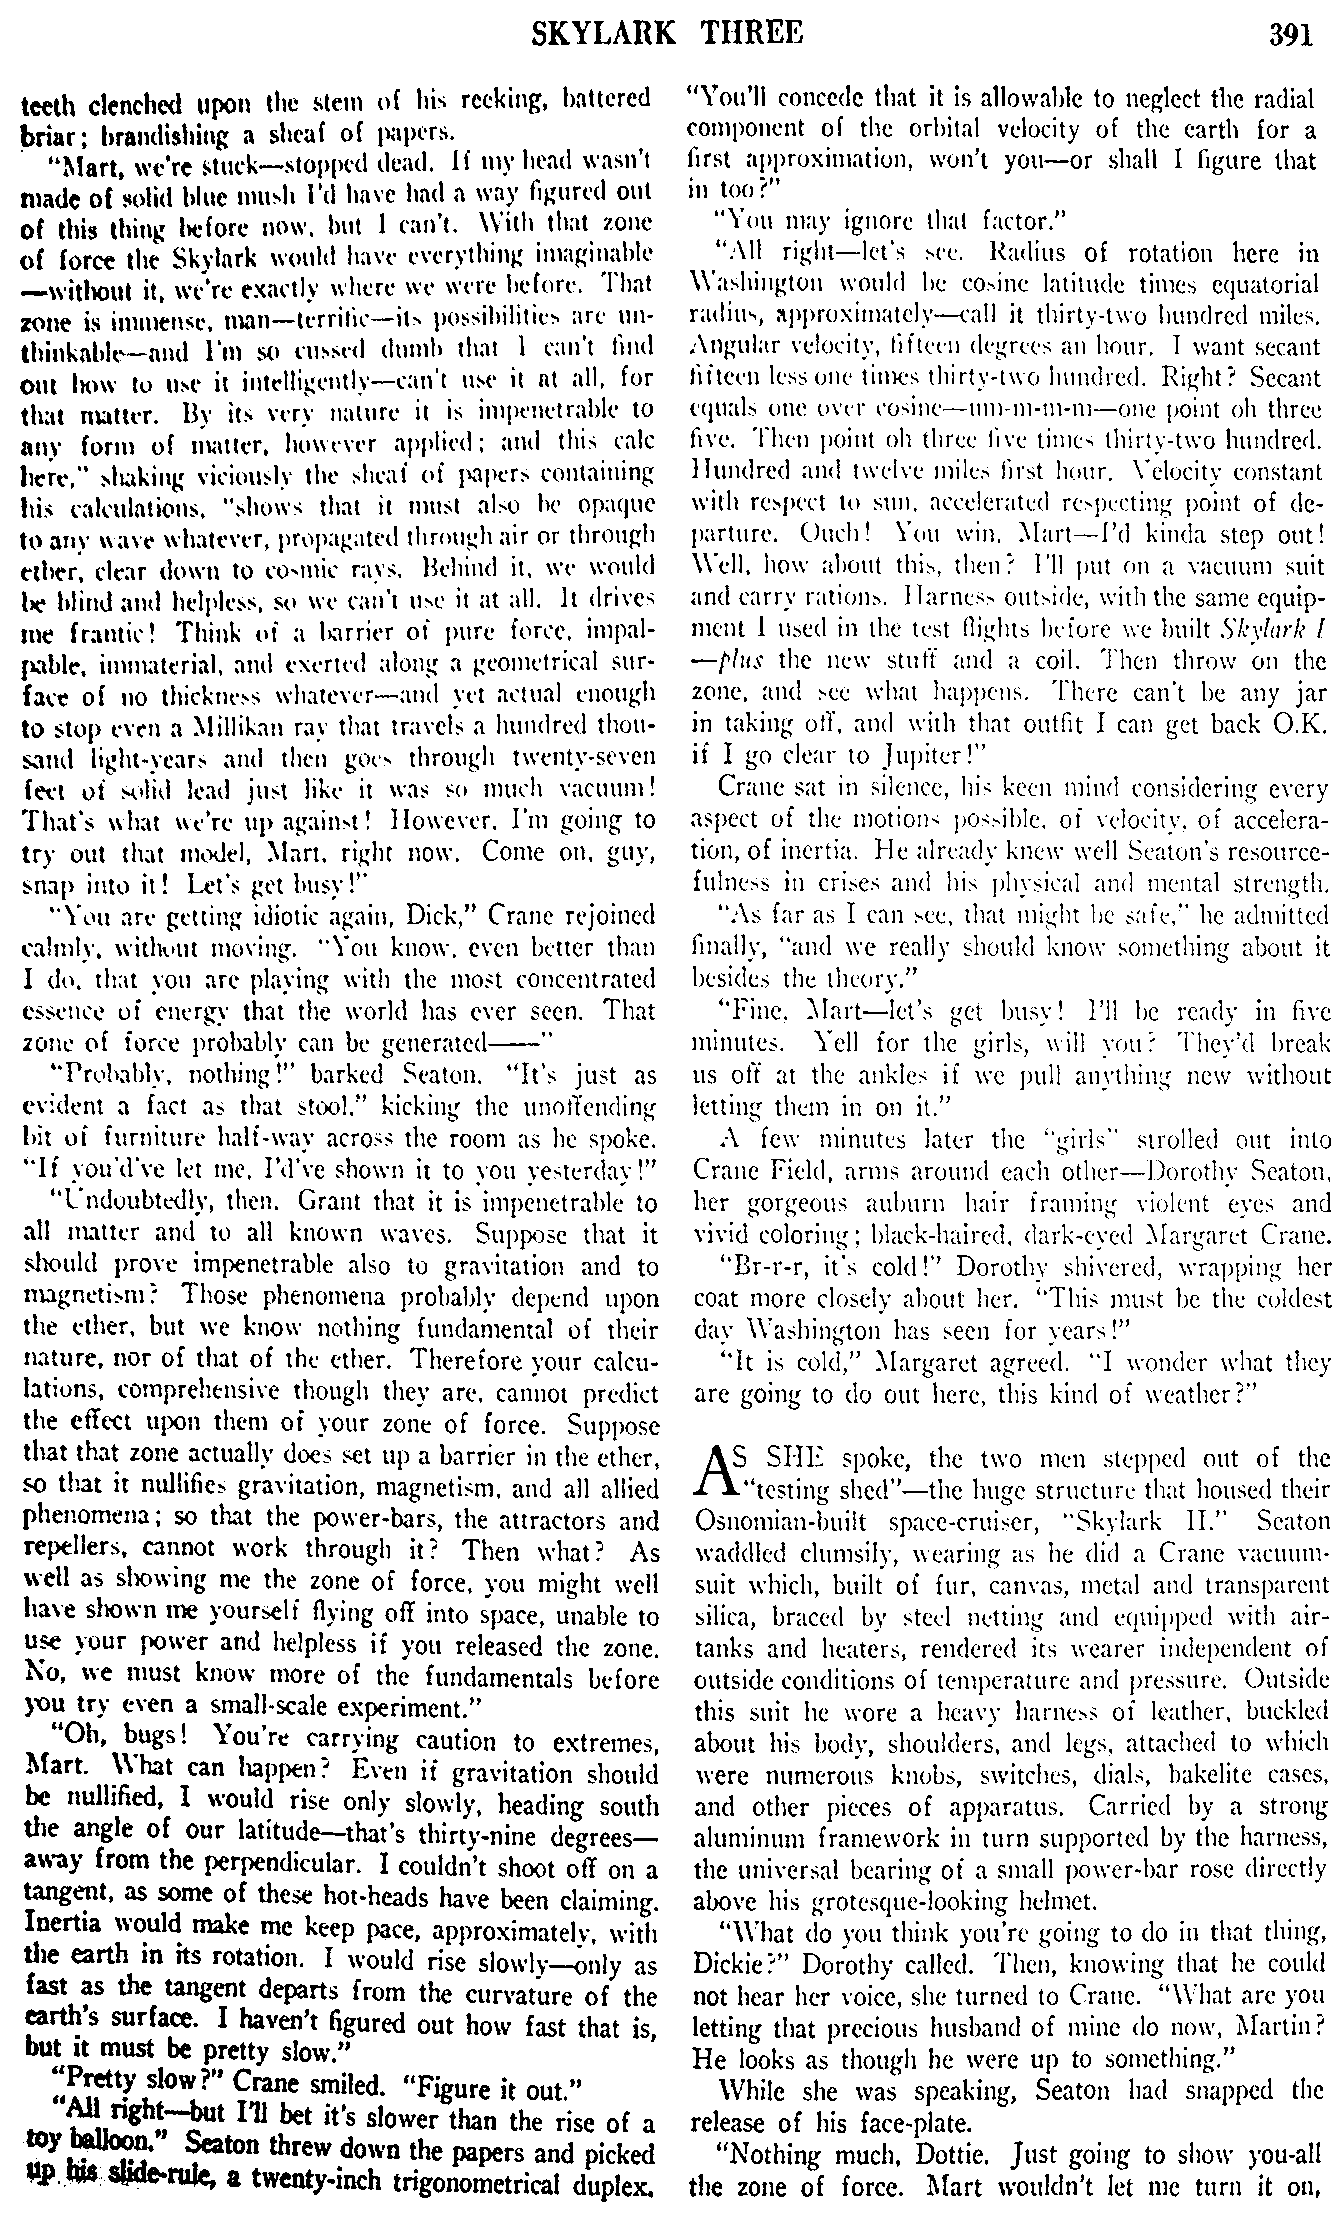 SKYLARK THREE
391
teeth clenched upon the stem of his reeking, battered
briar; brandishing a sheaf of papers.
"Mart, we're stuck—stopped dead. If my head wasn't
made of solid blue mush I'd have had a way figured out
of this thing before now, but I can't. With that zone
of force the Skylark would have everything imaginable
—without it, we're exactly where we were before. That
zone is immense, man—terrific—its possibilities are un-
thinkable—and I'm so cussed dumb that I can't find
out how to use it intelligently—can't use it at all, for
that matter. By its very nature it is impenetrable to
any form of matter, however applied; and this calc
here," shaking viciously the sheaf of papers containing
his calculations, "shows that it must also be opaque
to any wave whatever, propagated through air or through
ether, clear down to cosmic rays. Behind it, we would
be blind and helpless, so we can't use it at all. It drives
me frantic! Think of a barrier of pure force, impal-
pable, immaterial, and exerted along a geometrical sur-
face of no thickness whatever—and yet actual enough
to stop even a Millikan ray that travels a hundred thou-
sand light-years and then goes through twenty-seven
feet of solid lead just like it was so much vacuum!
That's what we're up against! However, I'm going to
try out that model, Mart, right now. Come on, guy,
snap into it! Let's get busy!"
"You are getting idiotic again, Dick," Crane rejoined
calmly, without moving. "You know, even better than
I do, that you are playing with the most concentrated
essence of energy that the world has ever seen. That
zone of force probably can be generated——"
"Probably, nothing!" barked Seaton. "It's just as
evident a fact as that stool," kicking the unoffending
bit of furniture half-way across the room as he spoke.
"If you'd've let me, I'd've shown it to you yesterday!"
"Undoubtedly, then. Grant that it is impenetrable to
all matter and to all known waves. Suppose that it
should prove impenetrable also to gravitation and to
magnetism? Those phenomena probably depend upon
the ether, but we know nothing fundamental of their
nature, nor of that of the ether. Therefore your calcu-
lations, comprehensive though they are, cannot predict
the effect upon them of your zone of force. Suppose
that that zone actually does set up a barrier in the ether,
so that it nullifies gravitation, magnetism, and all allied
phenomena; so that the power-bars, the attractors and
repellers, cannot work through it? Then what? As
well as showing me the zone of force, you might well
have shown me yourself flying off into space, unable to
use your power and helpless if you released the zone.
No, we must know more of the fundamentals before
you try even a small-scale experiment."
"Oh, bugs! You're carrying caution to extremes,
Mart. What can happen? Even if gravitation should
be nullified, I would rise only slowly, heading south
the angle of our latitude—that's thirty-nine degrees—
away from the perpendicular. I couldn't shoot off on a
tangent, as some of these hot-heads have been claiming.
Inertia would make me keep pace, approximately, with
the earth in its rotation. I would rise slowly—only as
fast as the tangent departs from the curvature of the
earth's surface. I haven't figured out how fast that is,
but it must be pretty slow."
"Pretty slow?" Crane smiled. "Figure it out."
"All right—but I'll bet it's slower than the rise of a
toy balloon." Seaton threw down the papers and picked
up his slide-rule, a twenty-inch trigonometrical duplex.
"You'll concede that it is allowable to neglect the radial
component of the orbital velocity of the earth for a
first approximation, won't you—or shall I figure that
in too?"
"You may ignore that factor."
"All right—let's see. Radius of rotation here in
Washington would be cosine latitude times equatorial
radius, approximately—call it thirty-two hundred miles.
Angular velocity, fifteen degrees an hour. I want secant
fifteen less one times thirty-two hundred. Right? Secant
equals one over cosine—um-m-m-m—one point oh three
five. Then point oh three five times thirty-two hundred.
Hundred and twelve miles first hour. Velocity constant
with respect to sun, accelerated respecting point of de-
parture. Ouch! You win, Mart—I'd kinda step out!
Well, how about this, then? I'll put on a vacuum suit
and carry rations. Harness outside, with the same equip-
ment I used in the test flights before we built Skylark I
—plus the new stuff and a coil. Then throw on the
zone, and see what happens. There can't be any jar
in taking off, and with that outfit I can get back O.K.
if I go clear to Jupiter!"
Crane sat in silence, his keen mind considering every
aspect of the motions possible, of velocity, of accelera-
tion, of inertia. He already knew well Seaton's resource-
fulness in crises and his physical and mental strength.
"As far as I can see, that might be safe," he admitted
finally, "and we really should know something about it
besides the theory."
"Fine, Mart—let's get busy! I'll be ready in five
minutes. Yell for the girls, will you? They'd break
us off at the ankles if we pull anything new without
letting them in on it."
A few minutes later the "girls" strolled out into
Crane Field, arms around each other—Dorothy Seaton,
her gorgeous auburn hair framing violent eyes and
vivid coloring; black-haired, dark-eyed Margaret Crane.
"Br-r-r, it's cold!" Dorothy shivered, wrapping her
coat more closely about her. "This must be the coldest
day Washington has seen for years!"
"It is cold," Margaret agreed. "I wonder what they
are going to do out here, this kind of weather?"
AS SHE spoke, the two men stepped out of the
"testing shed"—the huge structure that housed their
Osnomian-built space-cruiser, "Skylark II." Seaton
waddled clumsily, wearing as he did a Crane vacuum-
suit which, built of fur, canvas, metal and transparent
silica, braced by steel netting and equipped with air-
tanks and heaters, rendered its wearer independent of
outside conditions of temperature and pressure. Outside
this suit he wore a heavy harness of leather, buckled
about his body, shoulders, and legs, attached to which
were numerous knobs, switches, dials, bakelite cases,
and other pieces of apparatus. Carried by a strong
aluminum framework in turn supported by the harness,
the universal bearing of a small power-bar rose directly
above his grotesque-looking helmet.
"What do you think you're going to do in that thing,
Dickie?" Dorothy called. Then, knowing that he could
not hear her voice, she turned to Crane. "What are you
letting that precious husband of mine do now, Martin?
He looks as though he were up to something."
While she was speaking, Seaton had snapped the
release of his face-plate.
"Nothing much, Dottie. Just going to show you-all
the zone of force. Mart wouldn't let me turn it on,